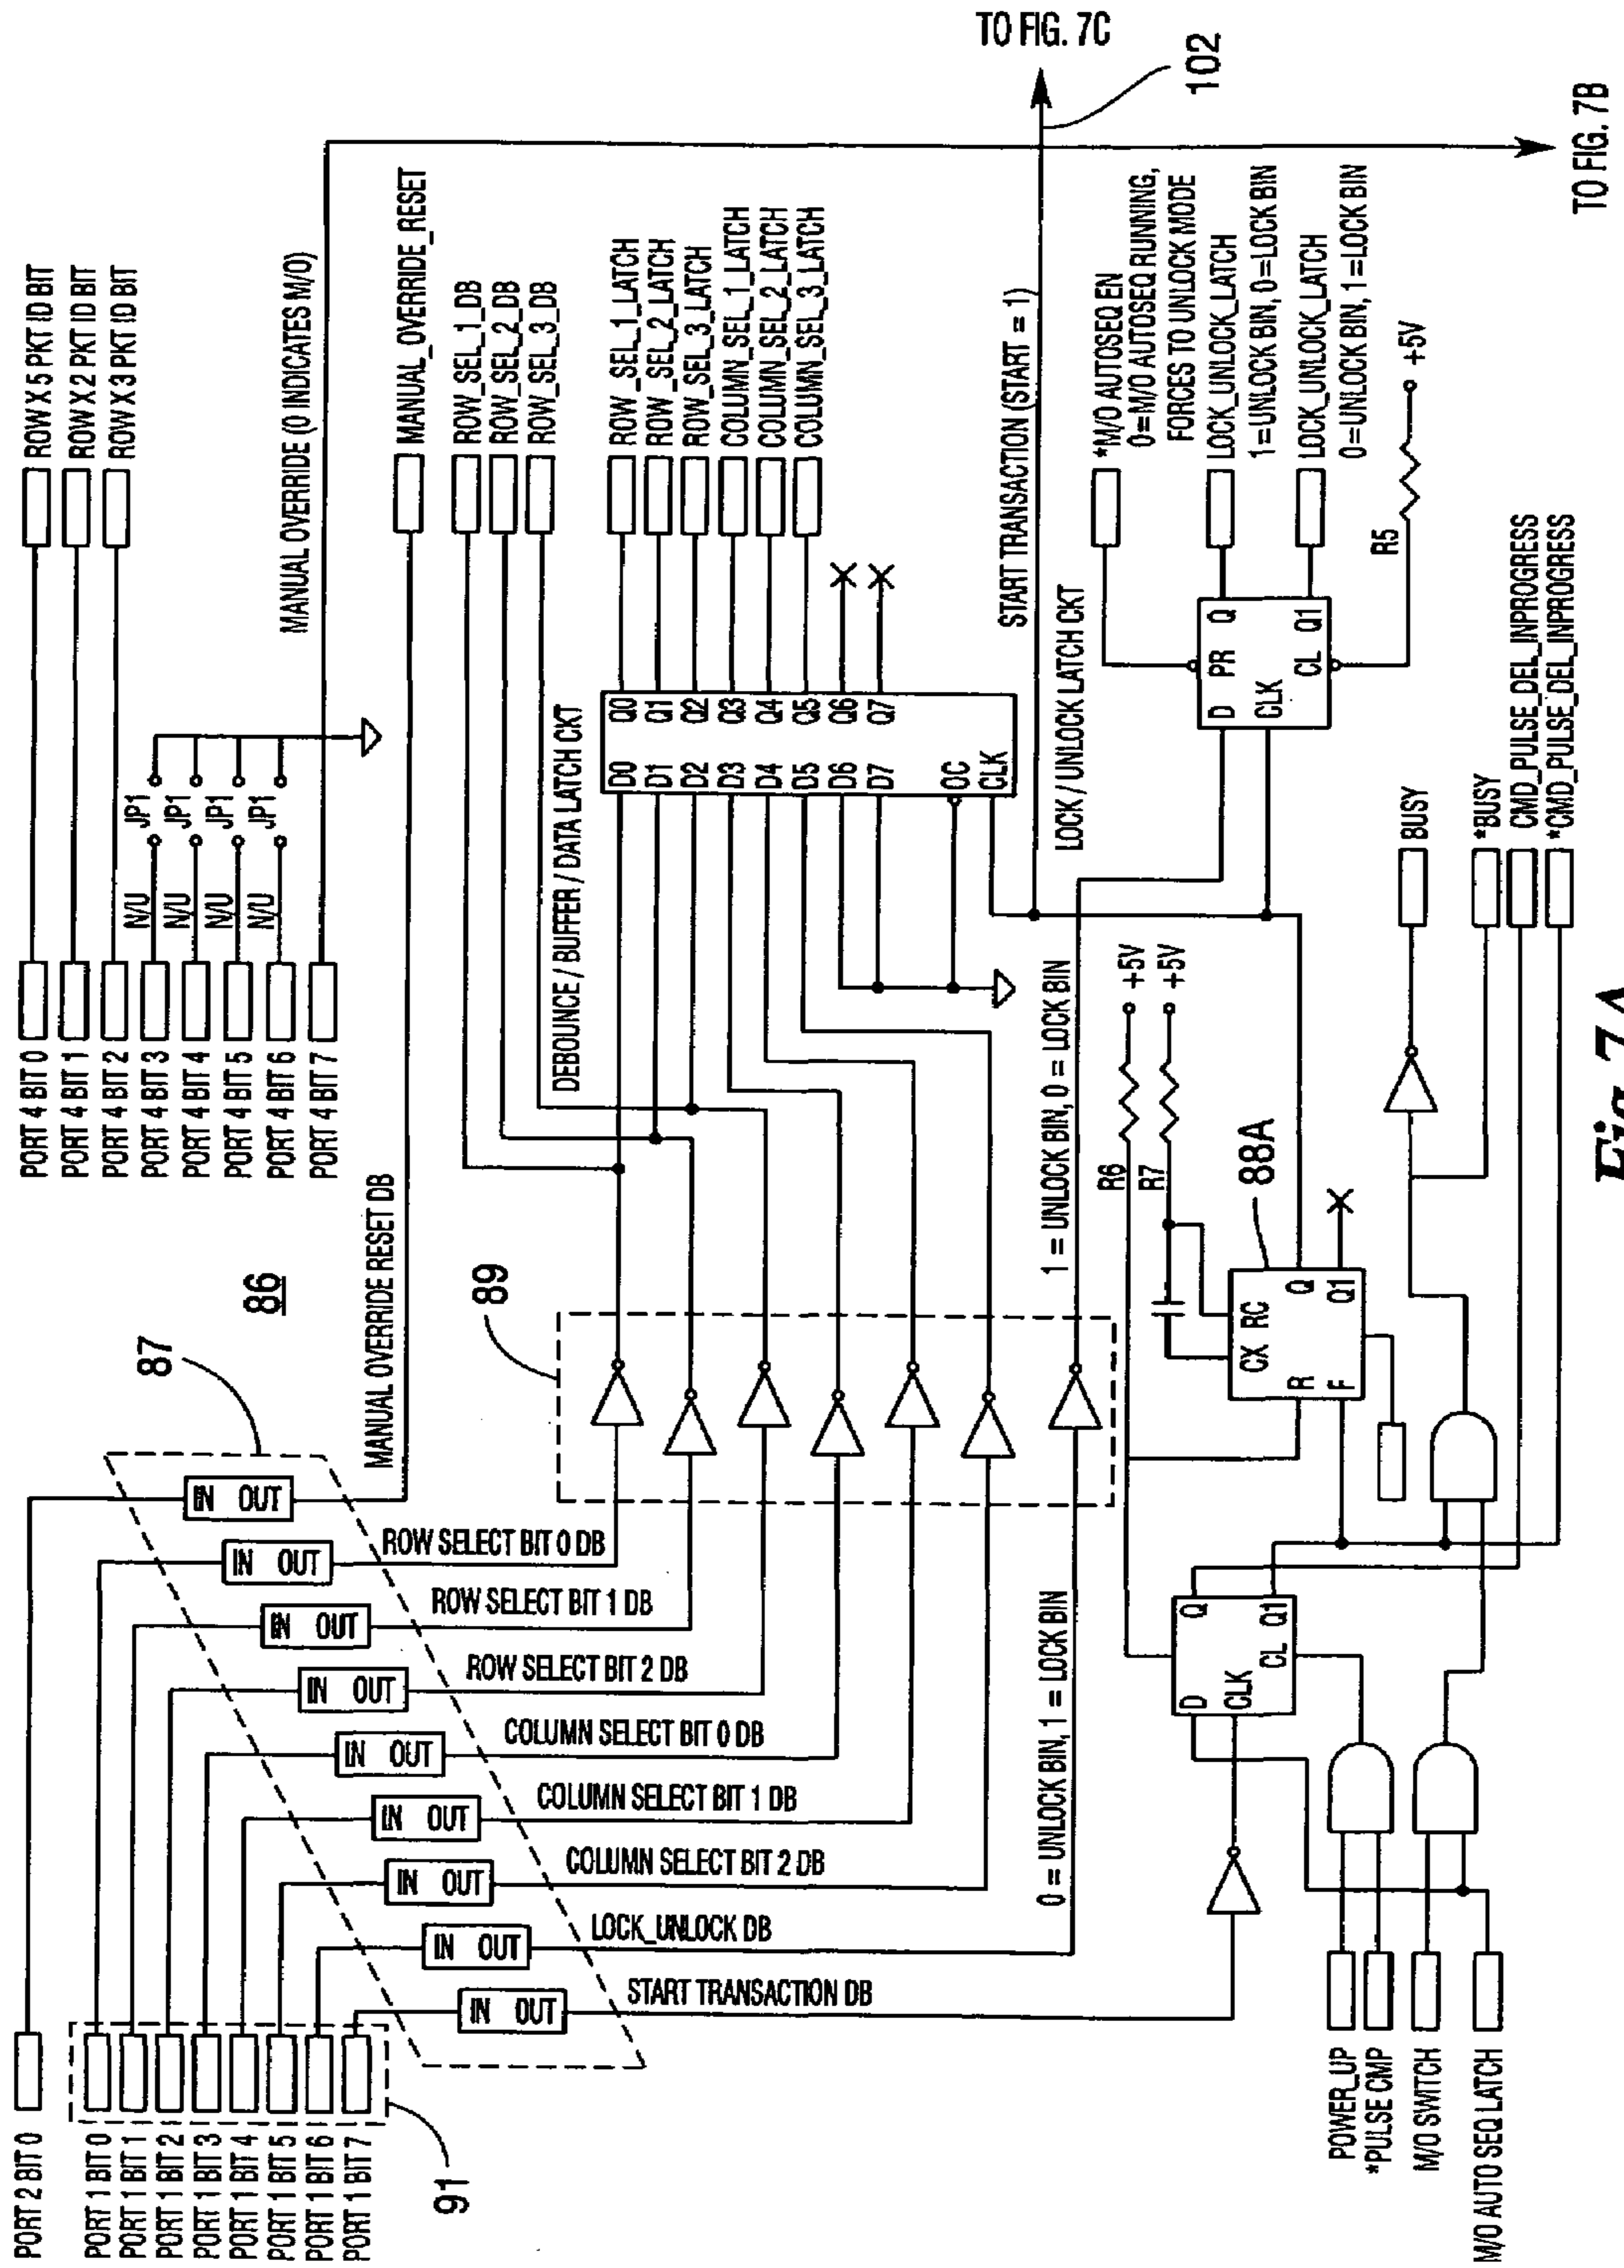 PORT 4 BIT 0
PORT 4 BIT 1
PORT 4 BIT 2
PORT 4 BIT 3
PORT 4 BIT 4
PORT 4 BIT 5
PORT 4 BIT 6
PORT 4 BIT 7
N/U
N/U
N/U
N/U
JP1
JP1
JP1
JP1
ROW X 5 PKT ID BIT
ROW X 2 PKT ID BIT
ROW X 3 PKT ID BIT
MANUAL OVERRIDE (0 INDICATES M/O)
TO FIG. 7B
86
87
PORT 2 BIT 0
PORT 1 BIT 0
PORT 1 BIT 1
PORT 1 BIT 2
PORT 1 BIT 3
PORT 1 BIT 4
PORT 1 BIT 5
PORT 1 BIT 6
PORT 1 BIT 7
91
IN OUT
IN OUT
IN OUT
IN OUT
IN OUT
IN OUT
IN OUT
IN OUT
IN OUT
MANUAL OVERRIDE RESET DB
ROW SELECT BIT 0 DB
ROW SELECT BIT 1 DB
ROW SELECT BIT 2 DB
COLUMN SELECT BIT 0 DB
COLUMN SELECT BIT 1 DB
COLUMN SELECT BIT 2 DB
LOCK_UNLOCK DB
START TRANSACTION DB
89
MANUAL_OVERRIDE_RESET
ROW_SEL_1_DB
ROW_SEL_2_DB
ROW_SEL_3_DB
DEBOUNCE / BUFFER / DATA LATCH CKT
D0 Q0
D1 Q1
D2 Q2
D3 Q3
D4 Q4
D5 Q5
D6 Q6
D7 Q7
OC
CLK
ROW_SEL_1_LATCH
ROW_SEL_2_LATCH
ROW_SEL_3_LATCH
COLUMN_SEL_1_LATCH
COLUMN_SEL_2_LATCH
COLUMN_SEL_3_LATCH
START TRANSACTION (START = 1)
TO FIG. 7C
102
LOCK / UNLOCK LATCH CKT
0 = UNLOCK BIN, 1 = LOCK BIN
1 = UNLOCK BIN, 0 = LOCK BIN
D PR Q
CLK
CL Q1
*M/O AUTOSEQ EN
0=M/O AUTOSEQ RUNNING,
FORCES TO UNLOCK MODE
LOCK_UNLOCK_LATCH
1=UNLOCK BIN, 0=LOCK BIN
LOCK_UNLOCK_LATCH
0=UNLOCK BIN, 1=LOCK BIN
R5
+5V
R6
+5V
R7
+5V
88A
CX RC
R Q
F Q1
D Q
CLK
CL Q1
POWER_UP
*PULSE CMP
M/O SWITCH
M/O AUTO SEQ LATCH
BUSY
*BUSY
CMD_PULSE_DEL_INPROGRESS
*CMD_PULSE_DEL_INPROGRESS
Fig. 7A